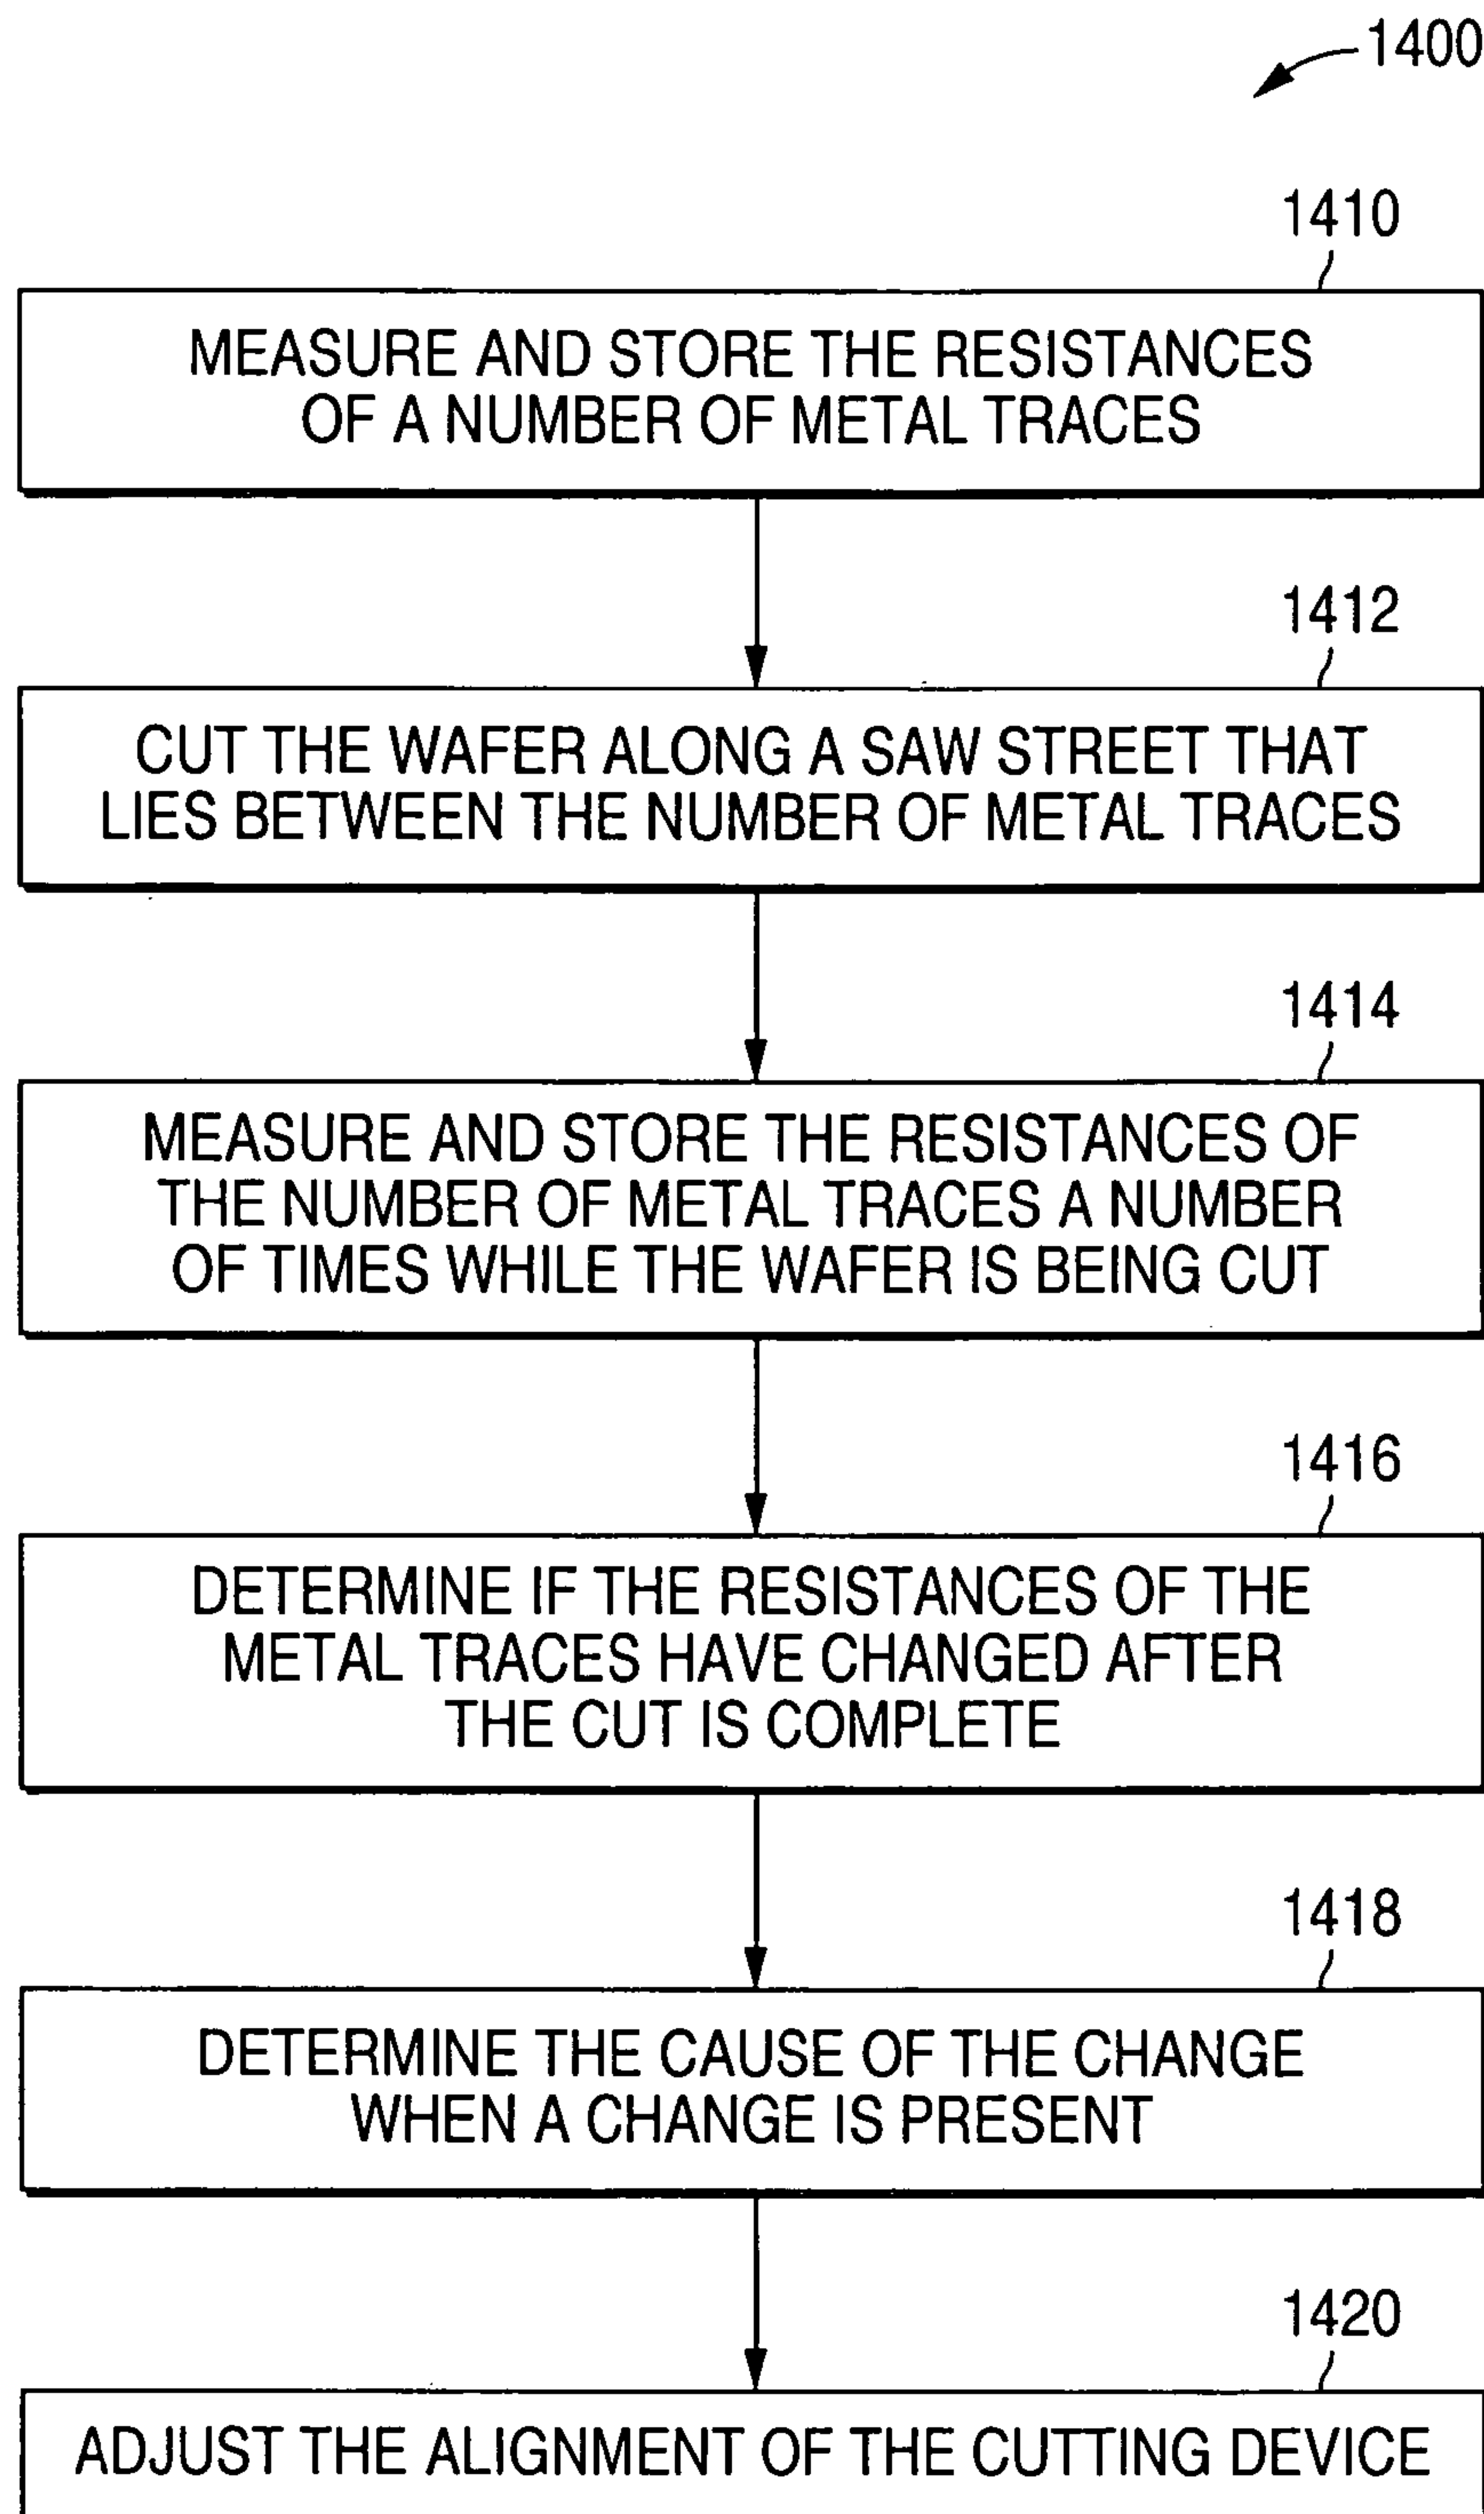 1400
1410
MEASURE AND STORE THE RESISTANCES
OF A NUMBER OF METAL TRACES
1412
CUT THE WAFER ALONG A SAW STREET THAT
LIES BETWEEN THE NUMBER OF METAL TRACES
1414
MEASURE AND STORE THE RESISTANCES OF
THE NUMBER OF METAL TRACES A NUMBER
OF TIMES WHILE THE WAFER IS BEING CUT
1416
DETERMINE IF THE RESISTANCES OF THE
METAL TRACES HAVE CHANGED AFTER
THE CUT IS COMPLETE
1418
DETERMINE THE CAUSE OF THE CHANGE
WHEN A CHANGE IS PRESENT
1420
ADJUST THE ALIGNMENT OF THE CUTTING DEVICE